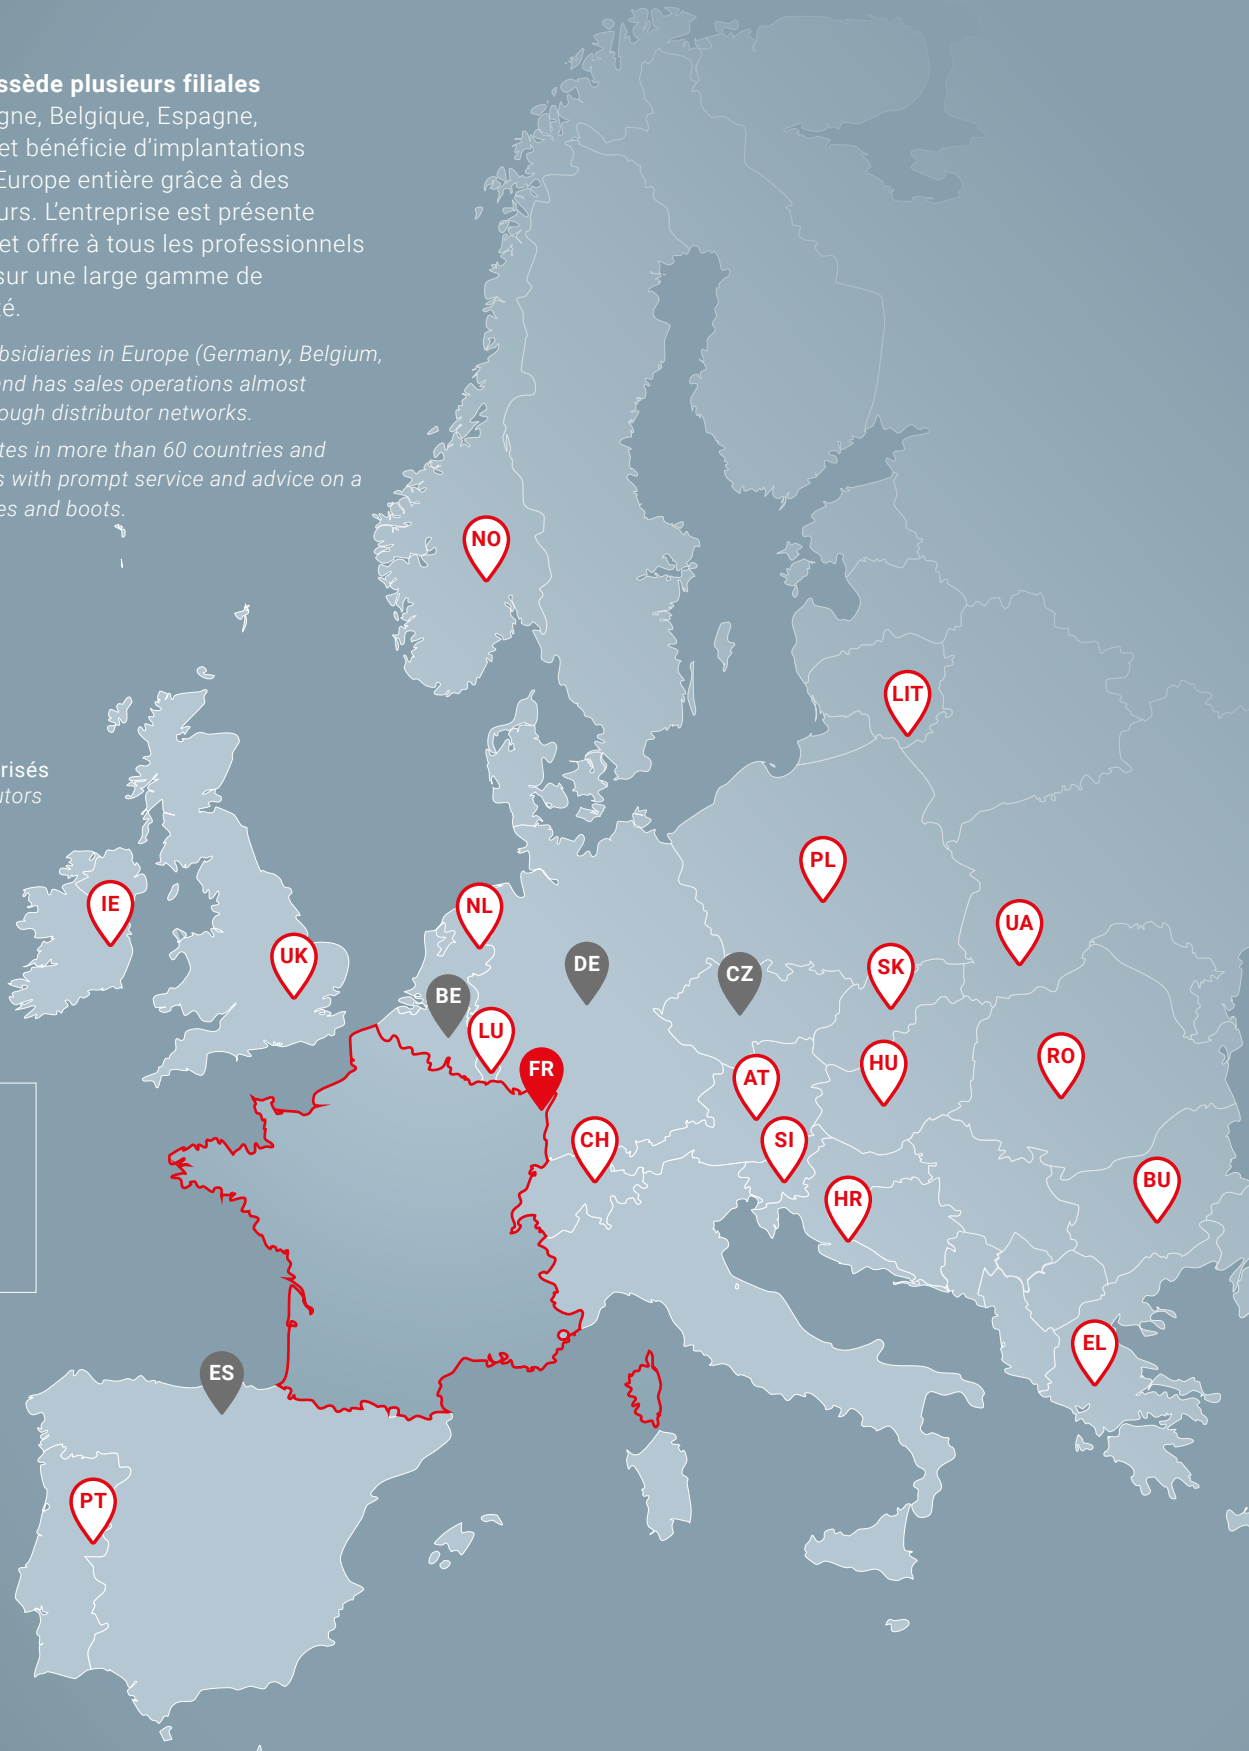 ssède plusieurs filiales
gne, Belgique, Espagne,
et bénéficie d'implantations
Europe entière grâce à des
urs. L'entreprise est présente
et offre à tous les professionnels
sur une large gamme de
té.
bsidiaries in Europe (Germany, Belgium,
and has sales operations almost
ough distributor networks.
tes in more than 60 countries and
s with prompt service and advice on a
es and boots.
NO
LIT
risés
utors
PL
IE
NL
UA
UK
DE
SK
CZ
BE
LU
RO
HU
FR
AT
CH
SI
BU
HR
EL
ES
PT